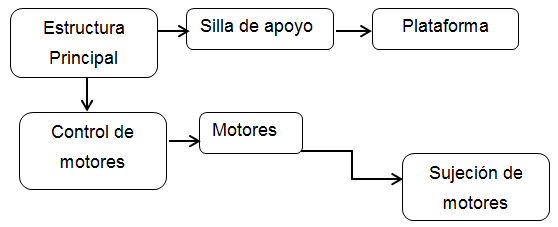 Estructura
Principal
Silla de apoyo
Plataforma
Control de
motores
Motores
Sujeción de
motores